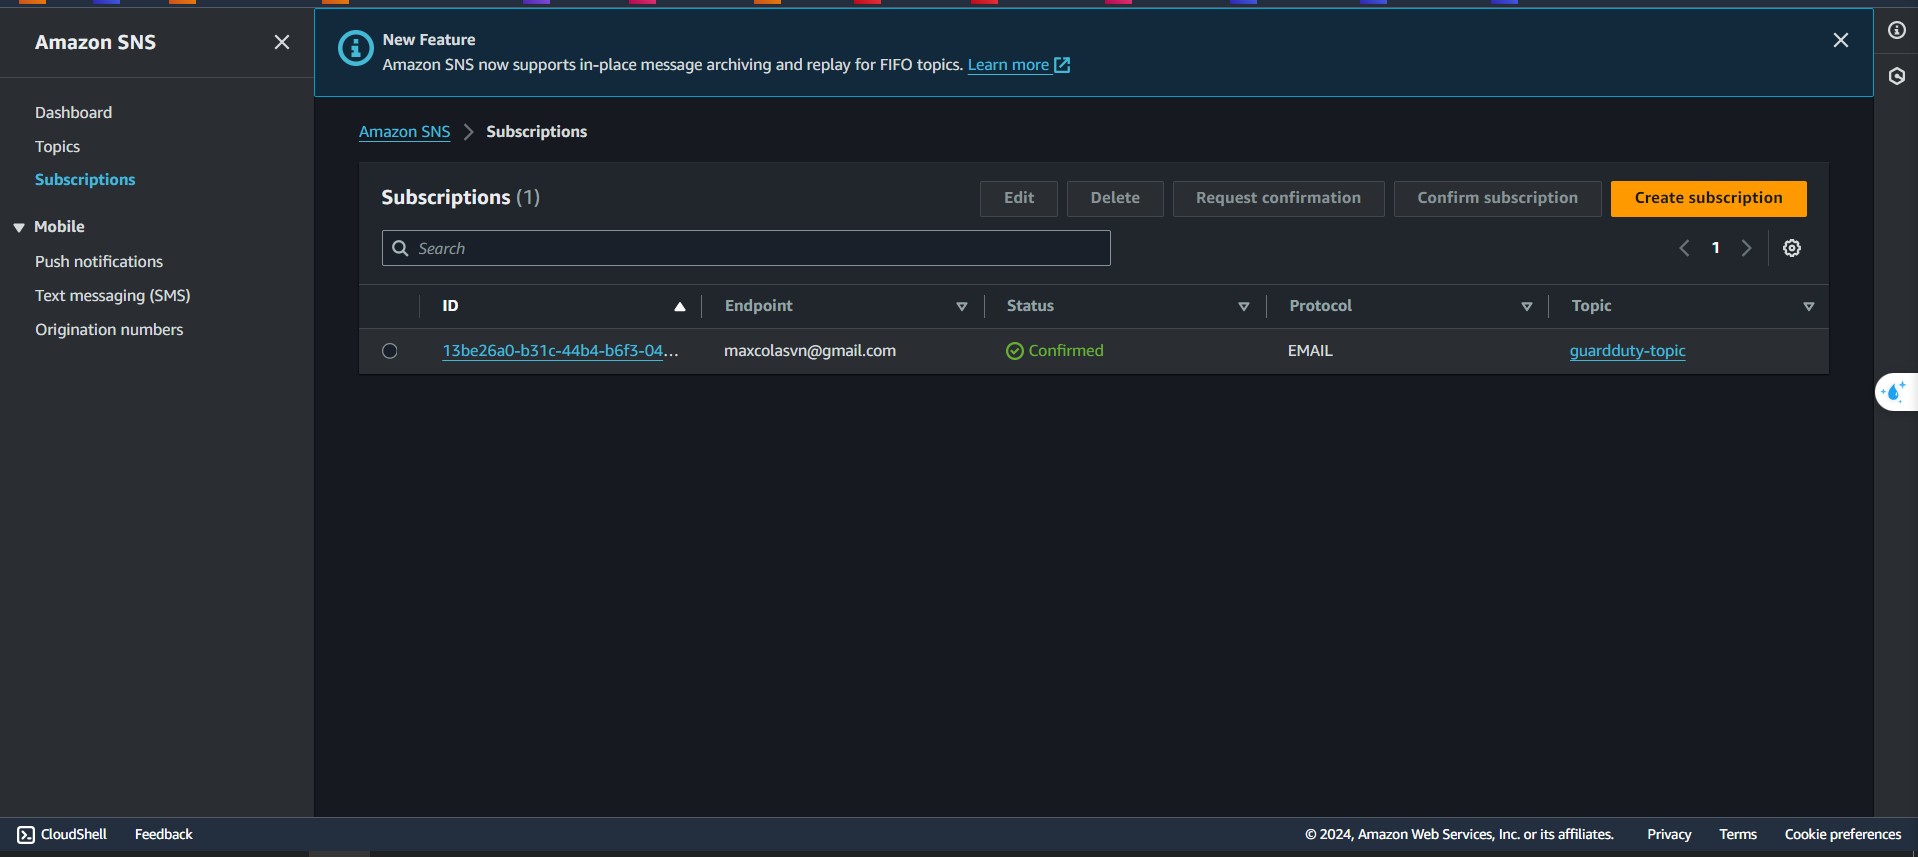 Amazon SNS
New Feature
Amazon SNS now supports in-place message archiving and replay for FIFO topics. Learn more
Dashboard
Topics
Subscriptions
Mobile
Push notifications
Text messaging (SMS)
Origination numbers
Amazon SNS > Subscriptions
Subscriptions (1)
Edit
Delete
Request confirmation
Confirm subscription
Create subscription
Search
1
ID Endpoint Status Protocol Topic
13be26a0-b31c-44b4-b6f3-04... maxcolasvn@gmail.com Confirmed EMAIL guardduty-topic
CloudShell Feedback © 2024, Amazon Web Services, Inc. or its affiliates. Privacy Terms Cookie preferences